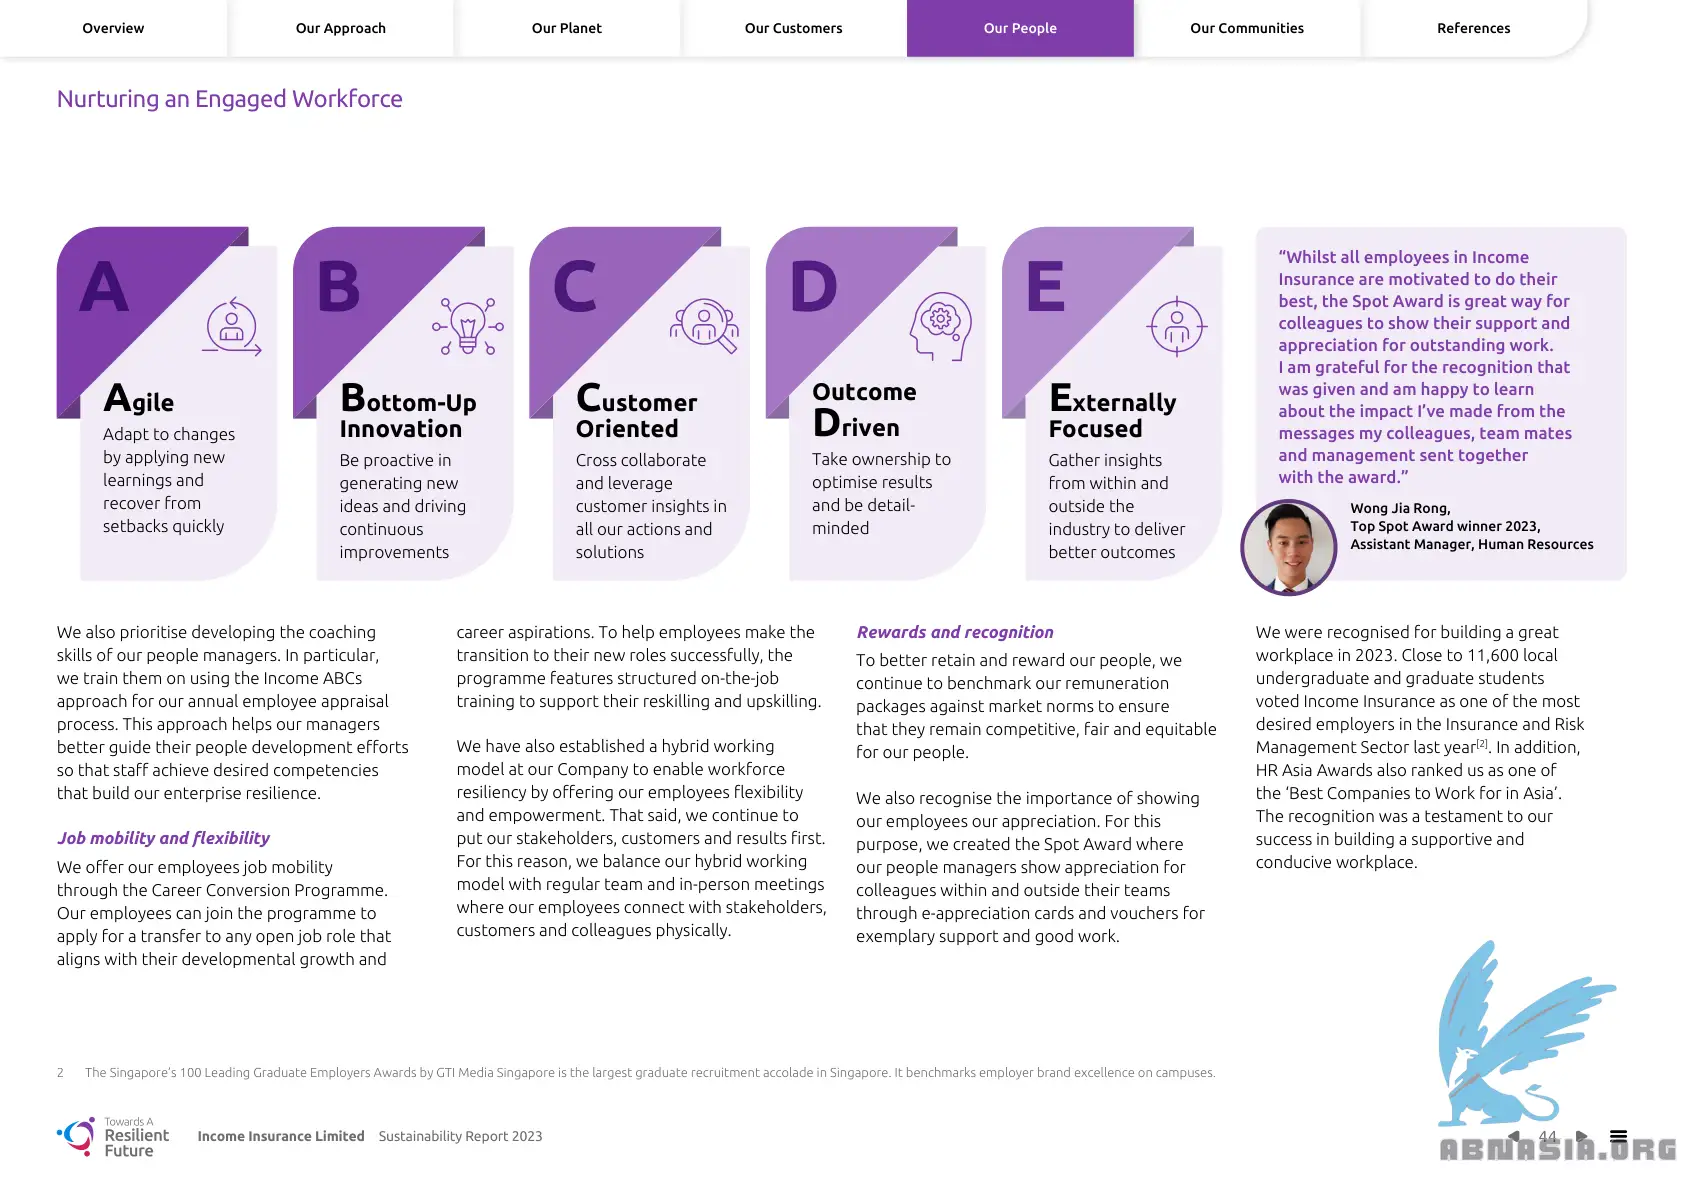 Overview
Our Approach
Our Planet
Our Customers
Our People
Our Communities
References
Nurturing an Engaged Workforce
A
Agile
Adapt to changes
by applying new
learnings and
recover from
setbacks quickly
B
Bottom-Up
Innovation
Be proactive in
generating new
ideas and driving
continuous
improvements
C
Customer
Oriented
Cross collaborate
and leverage
customer insights in
all our actions and
solutions
D
Outcome
Driven
Take ownership to
optimise results
and be detail-
minded
E
Externally
Focused
Gather insights
from within and
outside the
industry to deliver
better outcomes
“Whilst all employees in Income
Insurance are motivated to do their
best, the Spot Award is great way for
colleagues to show their support and
appreciation for outstanding work.
I am grateful for the recognition that
was given and am happy to learn
about the impact I’ve made from the
messages my colleagues, team mates
and management sent together
with the award.”
Wong Jia Rong,
Top Spot Award winner 2023,
Assistant Manager, Human Resources
We also prioritise developing the coaching
skills of our people managers. In particular,
we train them on using the Income ABCs
approach for our annual employee appraisal
process. This approach helps our managers
better guide their people development efforts
so that staff achieve desired competencies
that build our enterprise resilience.
Job mobility and flexibility
We offer our employees job mobility
through the Career Conversion Programme.
Our employees can join the programme to
apply for a transfer to any open job role that
aligns with their developmental growth and
career aspirations. To help employees make the
transition to their new roles successfully, the
programme features structured on-the-job
training to support their reskilling and upskilling.
We have also established a hybrid working
model at our Company to enable workforce
resiliency by offering our employees flexibility
and empowerment. That said, we continue to
put our stakeholders, customers and results first.
For this reason, we balance our hybrid working
model with regular team and in-person meetings
where our employees connect with stakeholders,
customers and colleagues physically.
Rewards and recognition
To better retain and reward our people, we
continue to benchmark our remuneration
packages against market norms to ensure
that they remain competitive, fair and equitable
for our people.
We also recognise the importance of showing
our employees our appreciation. For this
purpose, we created the Spot Award where
our people managers show appreciation for
colleagues within and outside their teams
through e-appreciation cards and vouchers for
exemplary support and good work.
We were recognised for building a great
workplace in 2023. Close to 11,600 local
undergraduate and graduate students
voted Income Insurance as one of the most
desired employers in the Insurance and Risk
Management Sector last year[2]. In addition,
HR Asia Awards also ranked us as one of
the ‘Best Companies to Work for in Asia’.
The recognition was a testament to our
success in building a supportive and
conducive workplace.
2 The Singapore’s 100 Leading Graduate Employers Awards by GTI Media Singapore is the largest graduate recruitment accolade in Singapore. It benchmarks employer brand excellence on campuses.
Towards A
Resilient
Future
Income Insurance Limited Sustainability Report 2023
44
ABNASIA.ORG